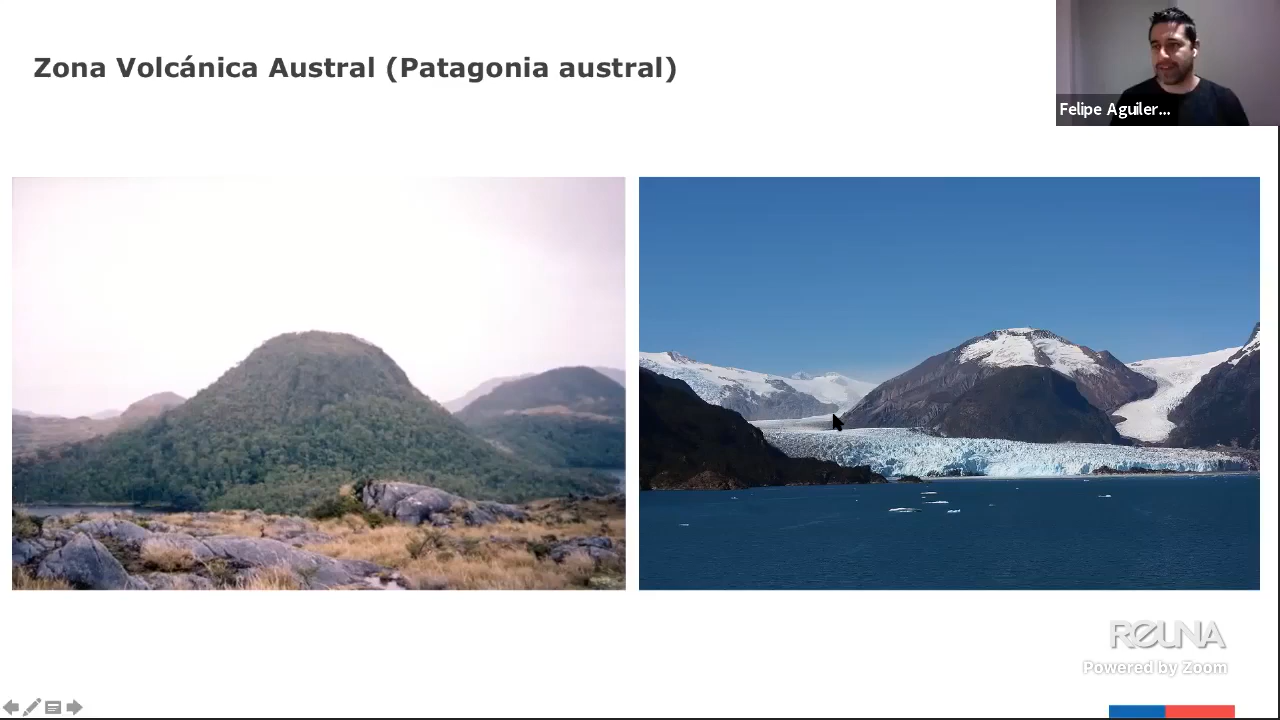 Zona Volcánica Austral (Patagonia austral)
Felipe Aguiler...
REUNA
Powered by Zoom